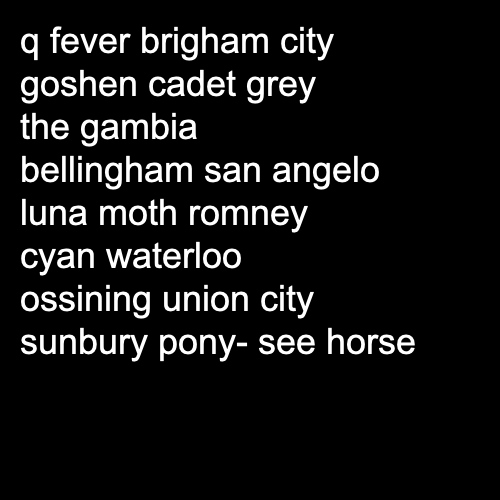 q fever brigham city
goshen cadet grey
the gambia
bellingham san angelo
luna moth romney
cyan waterloo
ossining union city
sunbury pony- see horse